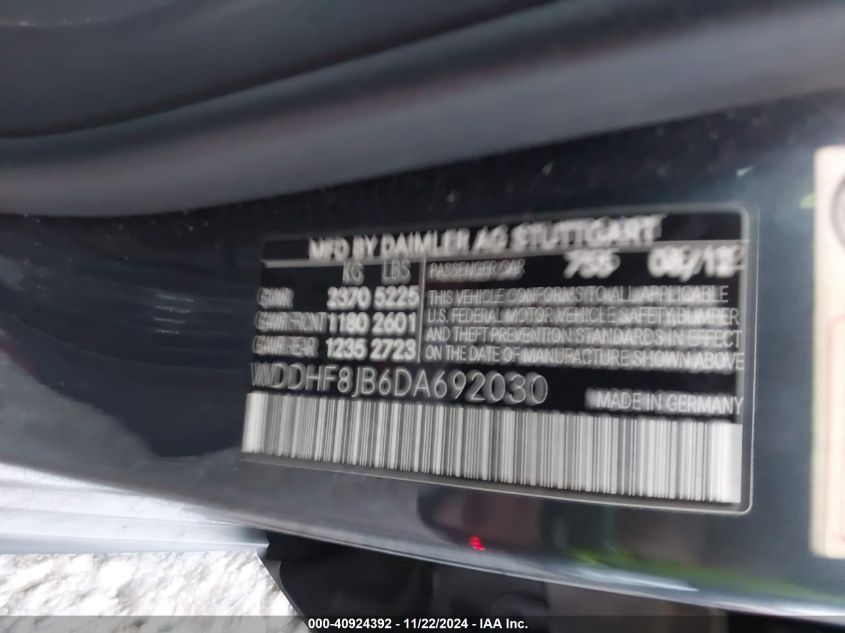 MFD BY DAIMLER AG STUTTGART
KG LBS
GVWR 2370 5225
GAWR FRONT 1180 2601
GAWR REAR 1235 2723
PASSENGER CAR 755
THIS VEHICLE CONFORMS TO ALL APPLICABLE
U.S. FEDERAL MOTOR VEHICLE SAFETY, BUMPER
AND THEFT PREVENTION STANDARDS IN EFFECT
ON THE DATE OF MANUFACTURE SHOWN ABOVE
WDDHF8JB6DA692030
MADE IN GERMANY
000-40924392 - 11/22/2024 - IAA Inc.